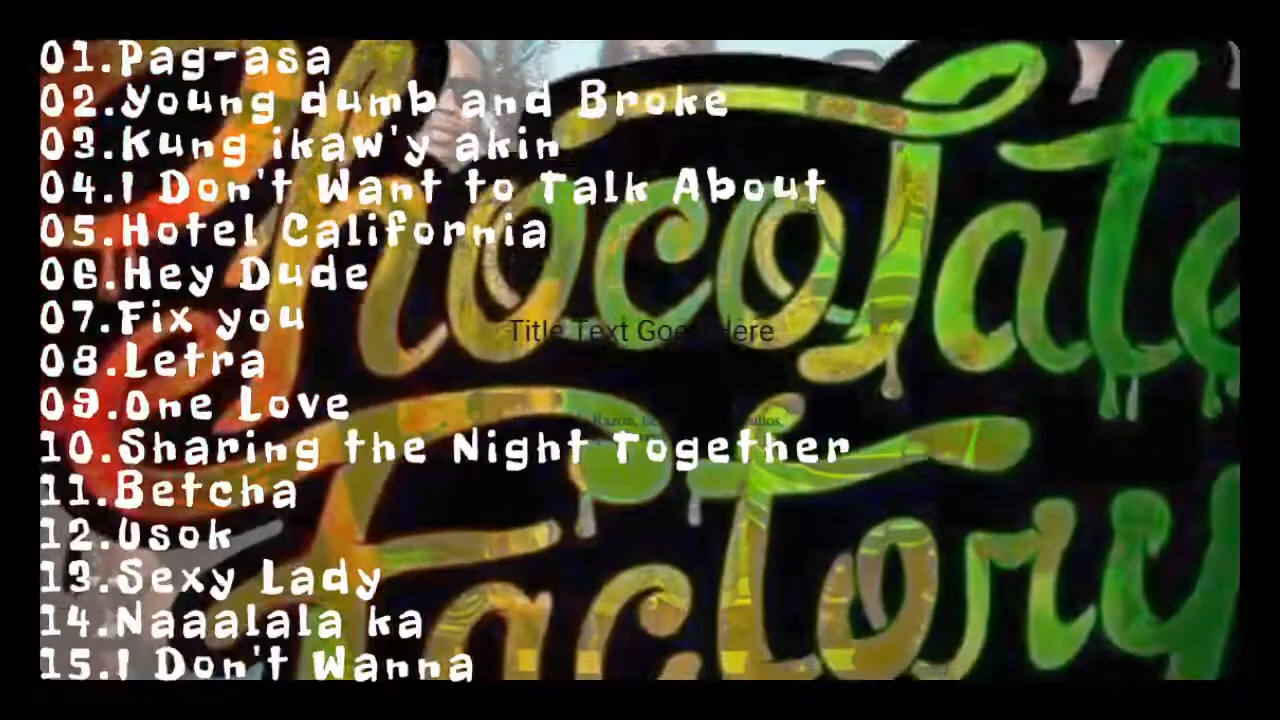 01.Pag-asa
02.Young dumb and Broke
03.Kung ikaw'y akin
04.I Don't Want to Talk About
05.Hotel California
06.Hey Dude
07.Fix you
08.Letra
09.One Love
10.Sharing the Night Together
11.Betcha
12.Usok
13.Sexy Lady
14.Naaalala ka
15.I Don't Wanna
Chocolate
Title Text Goes Here
Factory